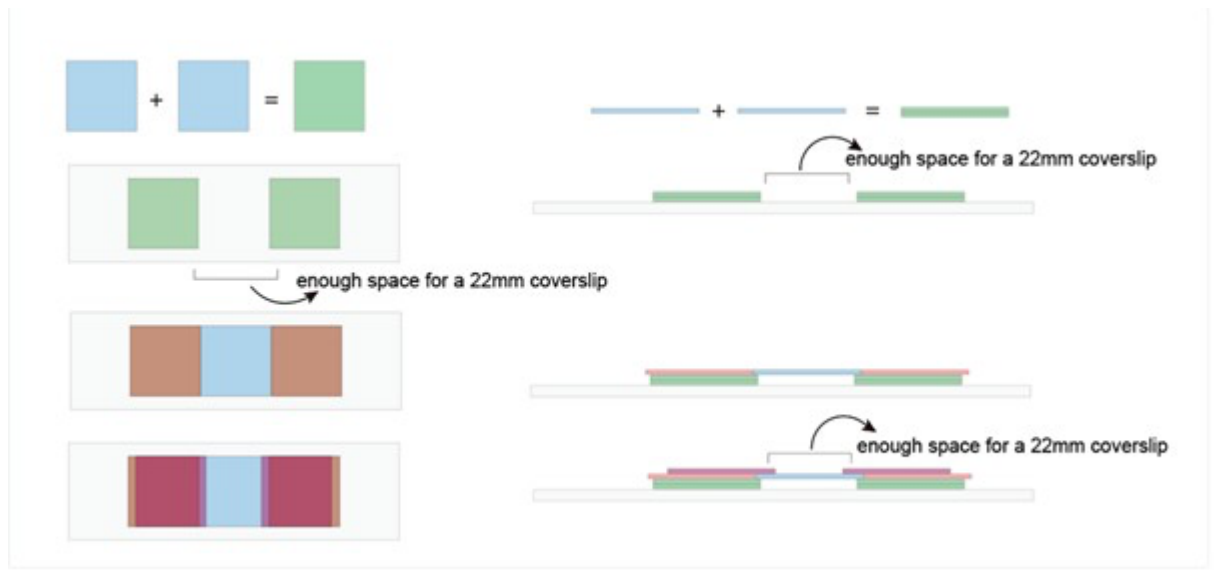 + =
+ =
enough space for a 22mm coverslip
enough space for a 22mm coverslip
enough space for a 22mm coverslip